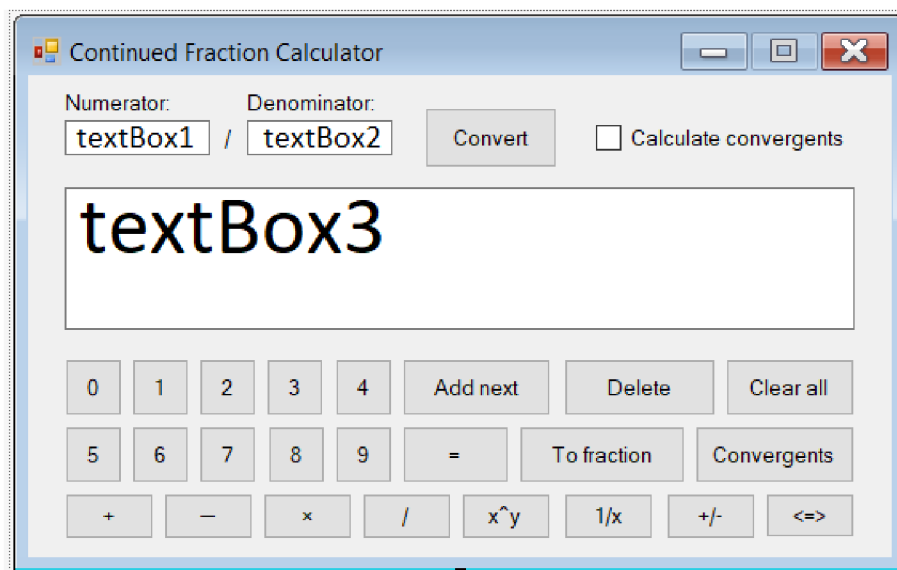 Continued Fraction Calculator
Numerator: Denominator:
textBox1 / textBox2 Convert Calculate convergents
textBox3
0 1 2 3 4 Add next Delete Clear all
5 6 7 8 9 = To fraction Convergents
+ — × / x^y 1/x +/- <=>